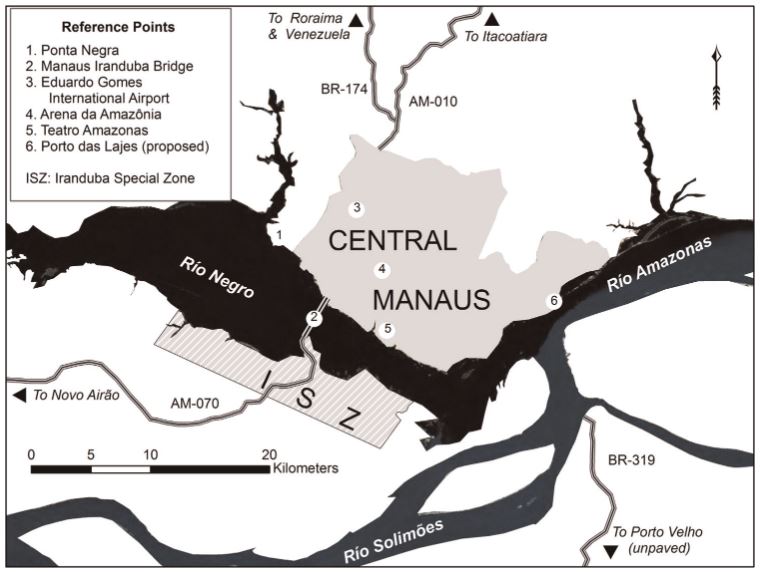 Reference Points
1. Ponta Negra
2. Manaus Iranduba Bridge
3. Eduardo Gomes
International Airport
4. Arena da Amazônia
5. Teatro Amazonas
6. Porto das Lajes (proposed)
ISZ: Iranduba Special Zone
To Roraima
& Venezuela
To Itacoatiara
BR-174
AM-010
3
1
CENTRAL
4
MANAUS
Río Negro
Río Amazonas
6
2
5
I S Z
To Novo Airão
AM-070
0 5 10 20
Kilometers
BR-319
Río Solimões
To Porto Velho
(unpaved)